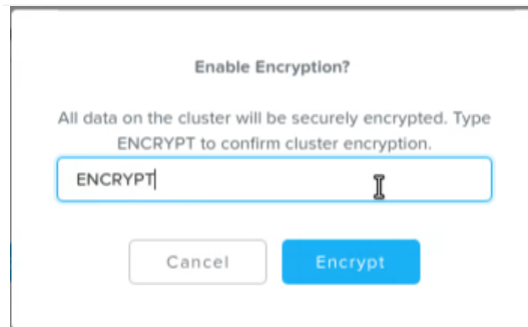 Enable Encryption?
All data on the cluster will be securely encrypted. Type
ENCRYPT to confirm cluster encryption.
ENCRYPT
Cancel
Encrypt